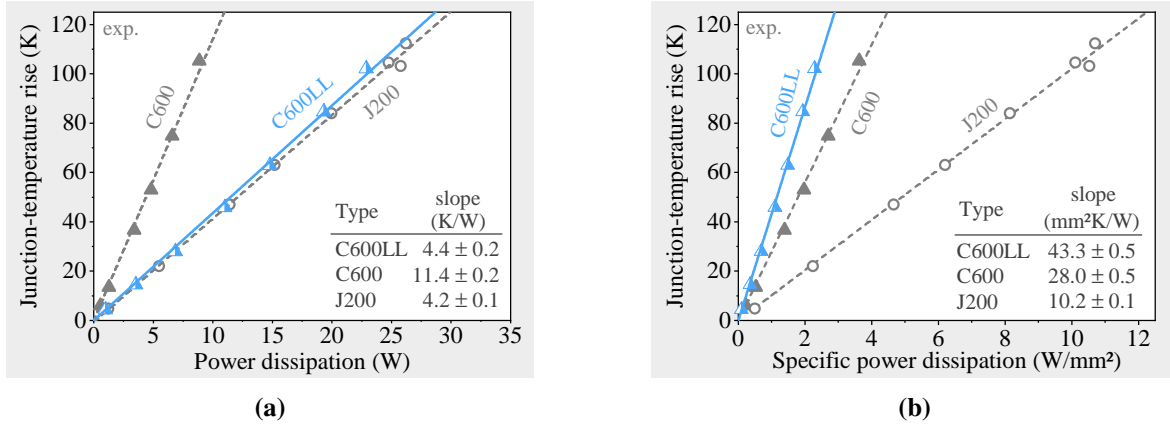 exp.
Junction-temperature rise (K)
125
100
80
60
40
20
0
C600
C600LL
J200
Type slope (K/W)
C600LL 4.4 ± 0.2
C600 11.4 ± 0.2
J200 4.2 ± 0.1
0 5 10 15 20 25 30 35
Power dissipation (W)
(a)
exp.
Junction-temperature rise (K)
120
100
80
60
40
20
0
C600LL
C600
J200
Type slope (mm²K/W)
C600LL 43.3 ± 0.5
C600 28.0 ± 0.5
J200 10.2 ± 0.1
0 2 4 6 8 10 12
Specific power dissipation (W/mm²)
(b)